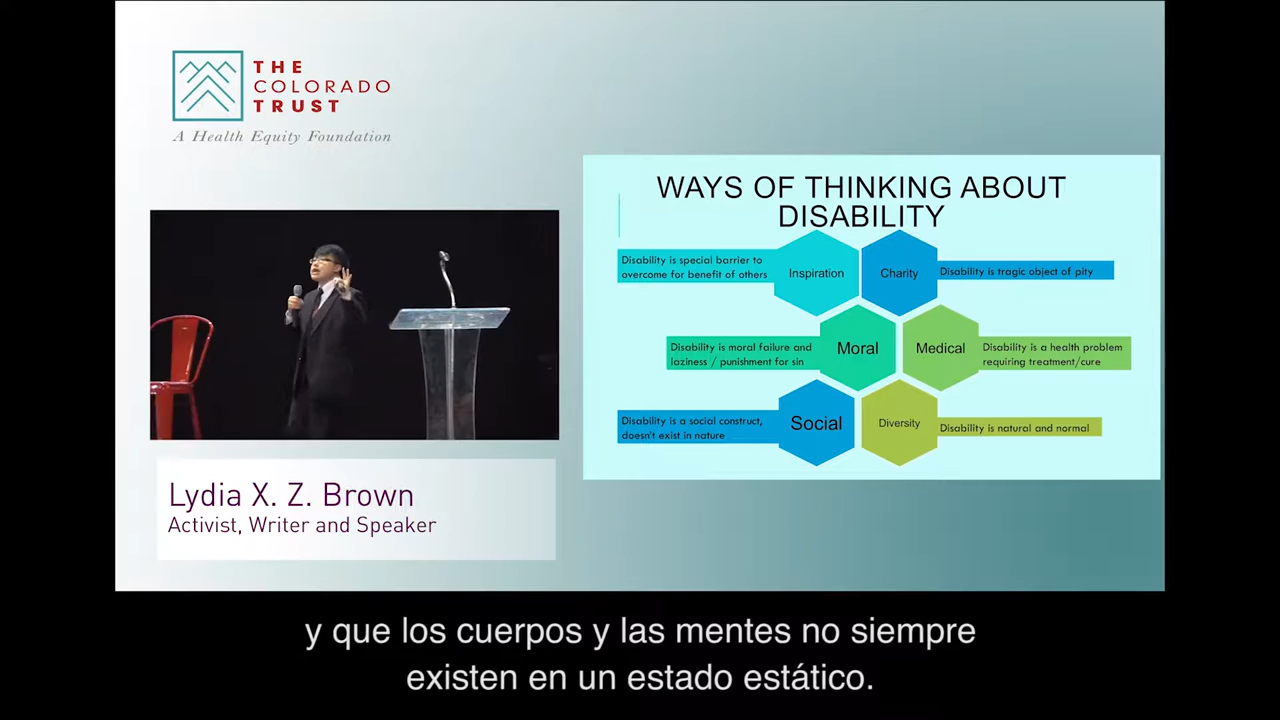 THE
COLORADO
TRUST
A Health Equity Foundation
WAYS OF THINKING ABOUT
DISABILITY
Disability is special barrier to
overcome for benefit of others
Inspiration
Charity
Disability is tragic object of pity
Disability is moral failure and
laziness / punishment for sin
Moral
Medical
Disability is a health problem
requiring treatment/cure
Disability is a social construct,
doesn't exist in nature
Social
Diversity
Disability is natural and normal
Lydia X. Z. Brown
Activist, Writer and Speaker
y que los cuerpos y las mentes no siempre
existen en un estado estático.